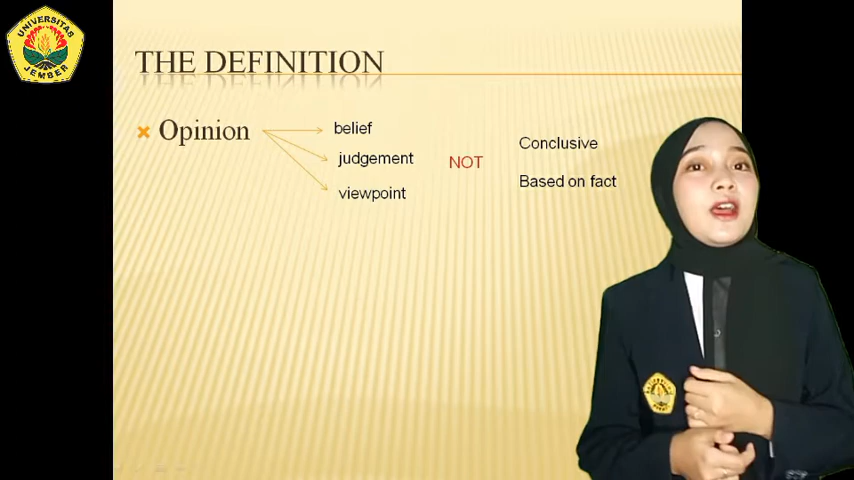 UNIVERSITAS
JEMBER
THE DEFINITION
Opinion
belief
judgement
viewpoint
NOT
Conclusive
Based on fact